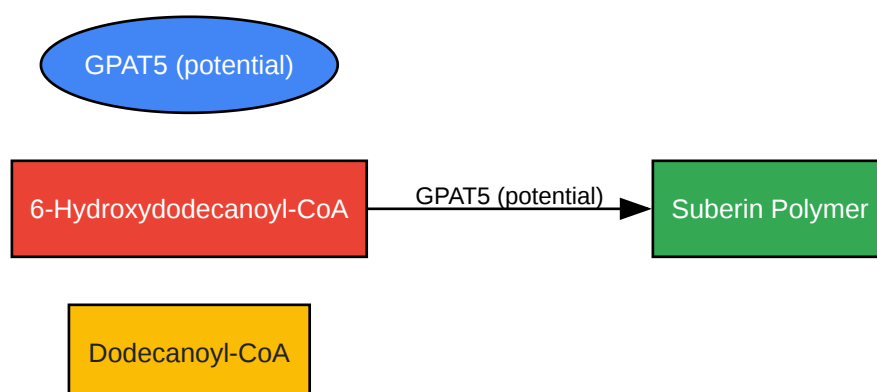 GPAT5 (potential)
6-Hydroxydodecanoyl-CoA
GPAT5 (potential)
Suberin Polymer
Dodecanoyl-CoA